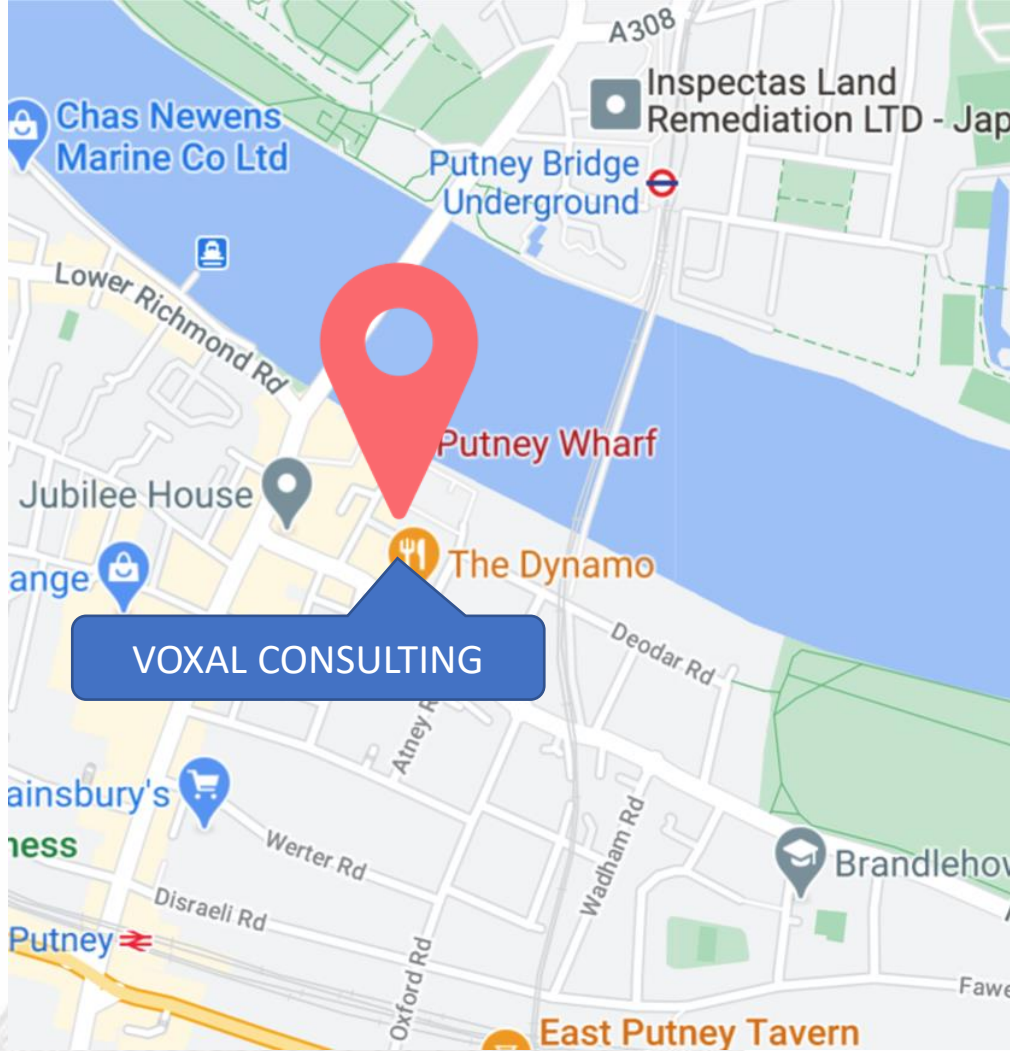 A308
Inspectas Land
Remediation LTD - Jap
Chas Newens
Marine Co Ltd
Putney Bridge
Underground
Lower Richmond Rd
Putney Wharf
Jubilee House
The Dynamo
ange
Deodar Rd
VOXAL CONSULTING
Atney R
ainsbury's
Wadham Rd
ness
Werter Rd
Brandlehov
Disraeli Rd
Putney
Oxford Rd
Fawe
East Putney Tavern